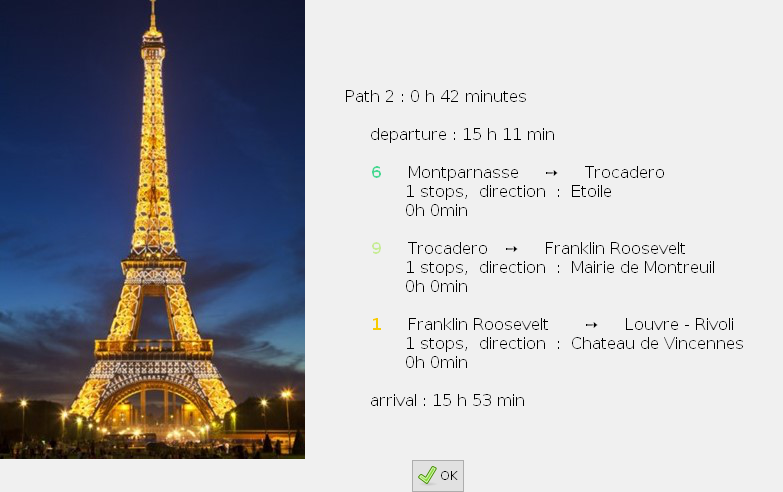 Path 2 : 0 h 42 minutes
departure : 15 h 11 min
6 Montparnasse ➙ Trocadero
1 stops, direction : Etoile
0h 0min
9 Trocadero ➙ Franklin Roosevelt
1 stops, direction : Mairie de Montreuil
0h 0min
1 Franklin Roosevelt ➙ Louvre - Rivoli
1 stops, direction : Chateau de Vincennes
0h 0min
arrival : 15 h 53 min
OK